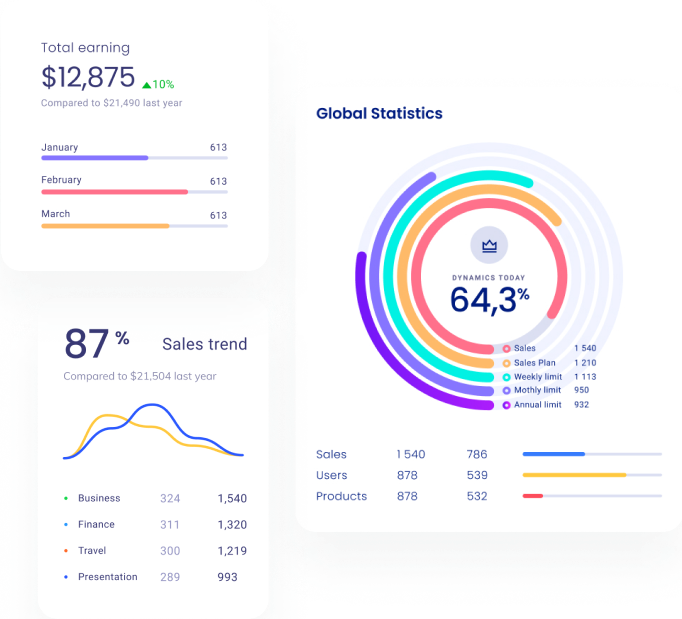 Total earning
$12,875 ▲10%
Compared to $21,490 last year
January 613
February 613
March 613
87 % Sales trend
Compared to $21,504 last year
Business 324 1,540
Finance 311 1,320
Travel 300 1,219
Presentation 289 993
Global Statistics
DYNAMICS TODAY
64,3%
Sales 1 540
Sales Plan 1 210
Weekly limit 1 113
Mothly limit 950
Annual limit 932
Sales 1 540 786
Users 878 539
Products 878 532